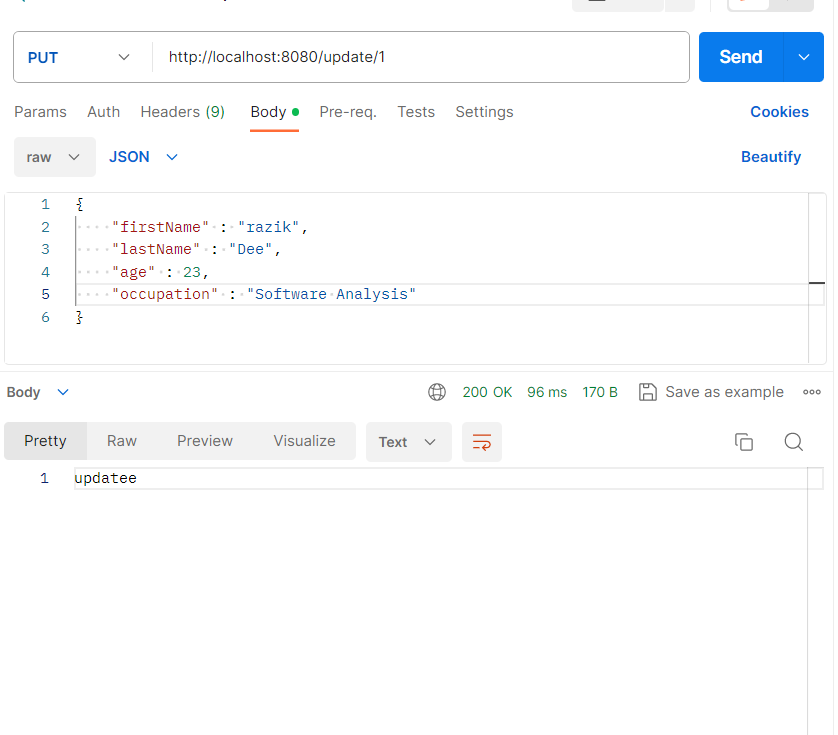 PUT http://localhost:8080/update/1 Send
Params Auth Headers (9) Body Pre-req. Tests Settings Cookies
raw JSON Beautify
1 {
2 "firstName" : "razik",
3 "lastName" : "Dee",
4 "age" : 23,
5 "occupation" : "Software Analysis"
6 }
Body 200 OK 96 ms 170 B Save as example
Pretty Raw Preview Visualize Text
1 updatee